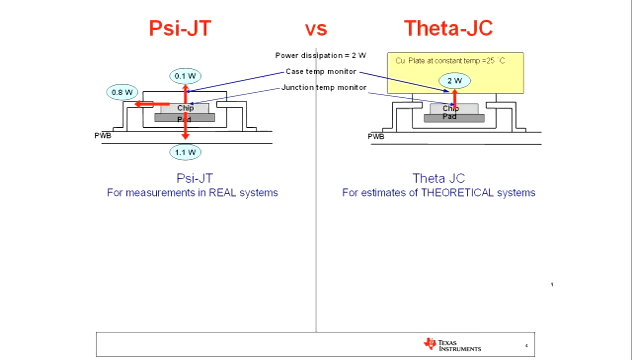 Psi-JT
vs
Theta-JC
Power dissipation = 2 W
Case temp monitor
Junction temp monitor
0.1 W
0.8 W
Chip
Pad
PWB
1.1 W
Cu Plate at constant temp =25 C
2 W
Chip
Pad
PWB
Psi-JT
For measurements in REAL systems
Theta JC
For estimates of THEORETICAL systems
TEXAS
INSTRUMENTS
4